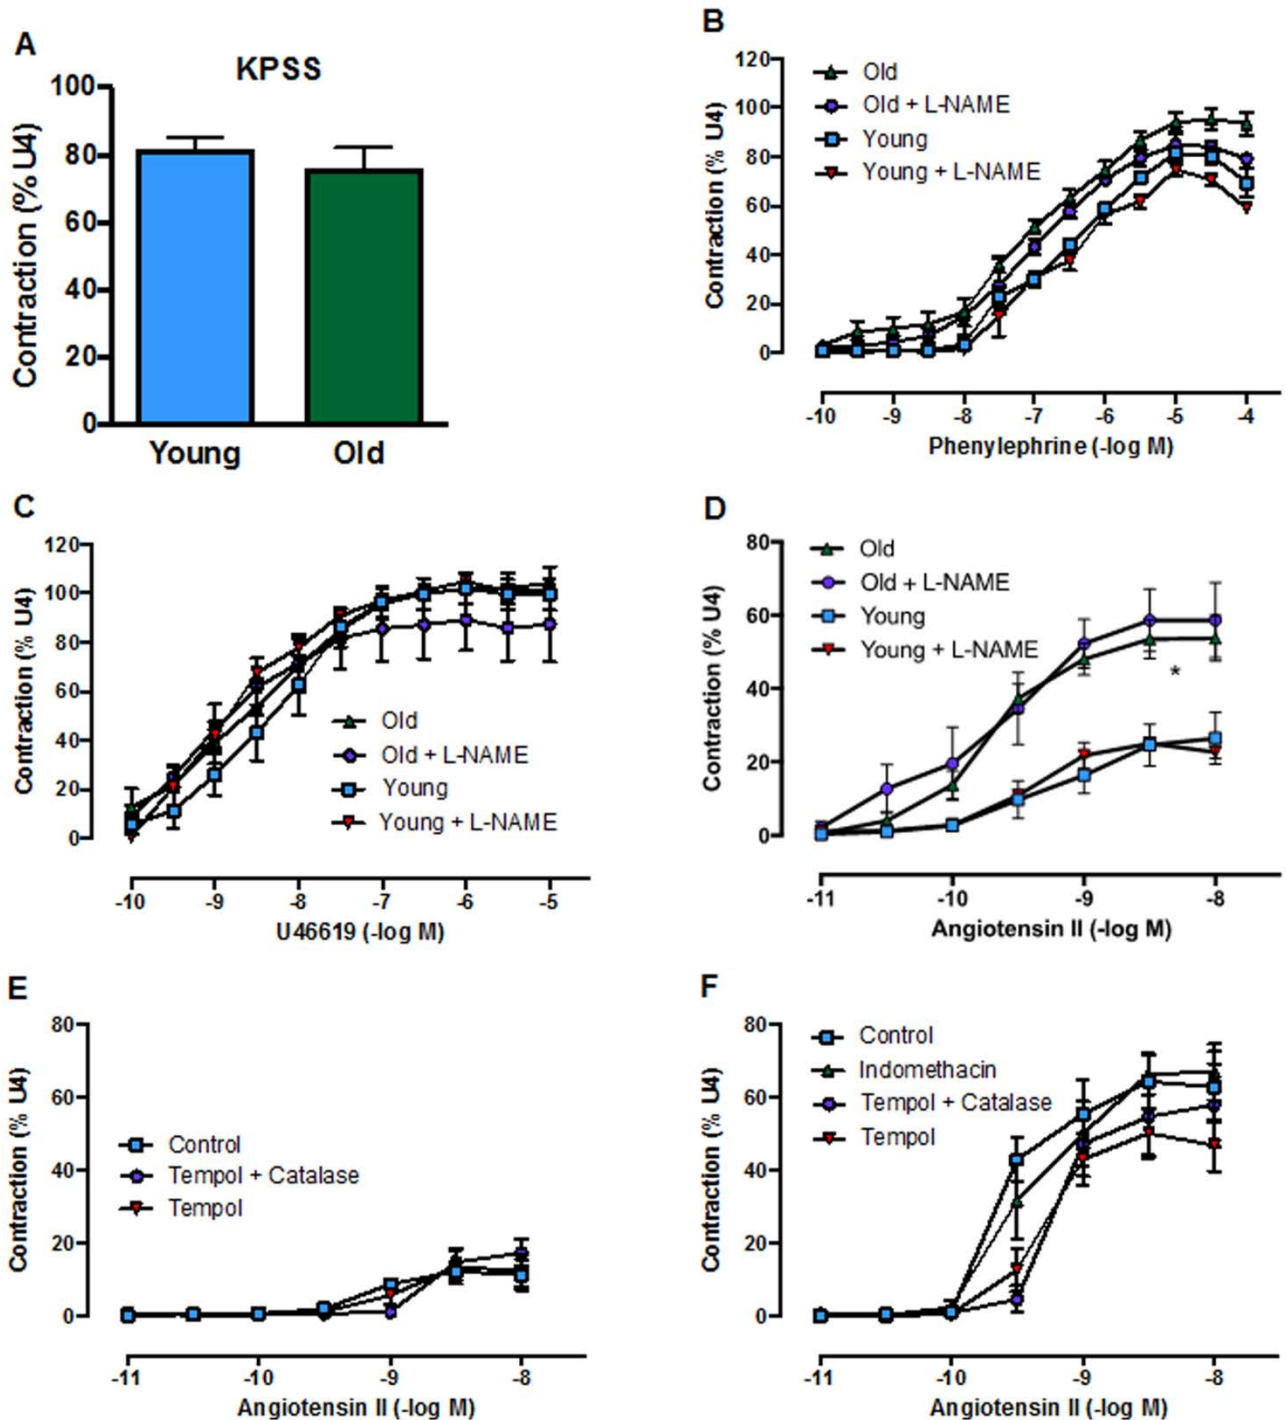 A
KPSS
Contraction (% U4)
100
80
60
40
20
0
Young
Old
B
Contraction (% U4)
120
100
80
60
40
20
0
Old
Old + L-NAME
Young
Young + L-NAME
-10
-9
-8
-7
-6
-5
-4
Phenylephrine (-log M)
C
Contraction (% U4)
120
100
80
60
40
20
0
Old
Old + L-NAME
Young
Young + L-NAME
-10
-9
-8
-7
-6
-5
U46619 (-log M)
D
Contraction (% U4)
80
60
40
20
0
Old
Old + L-NAME
Young
Young + L-NAME
*
-11
-10
-9
-8
Angiotensin II (-log M)
E
Contraction (% U4)
80
60
40
20
0
Control
Tempol + Catalase
Tempol
-11
-10
-9
-8
Angiotensin II (-log M)
F
Contraction (% U4)
80
60
40
20
0
Control
Indomethacin
Tempol + Catalase
Tempol
-11
-10
-9
-8
Angiotensin II (-log M)